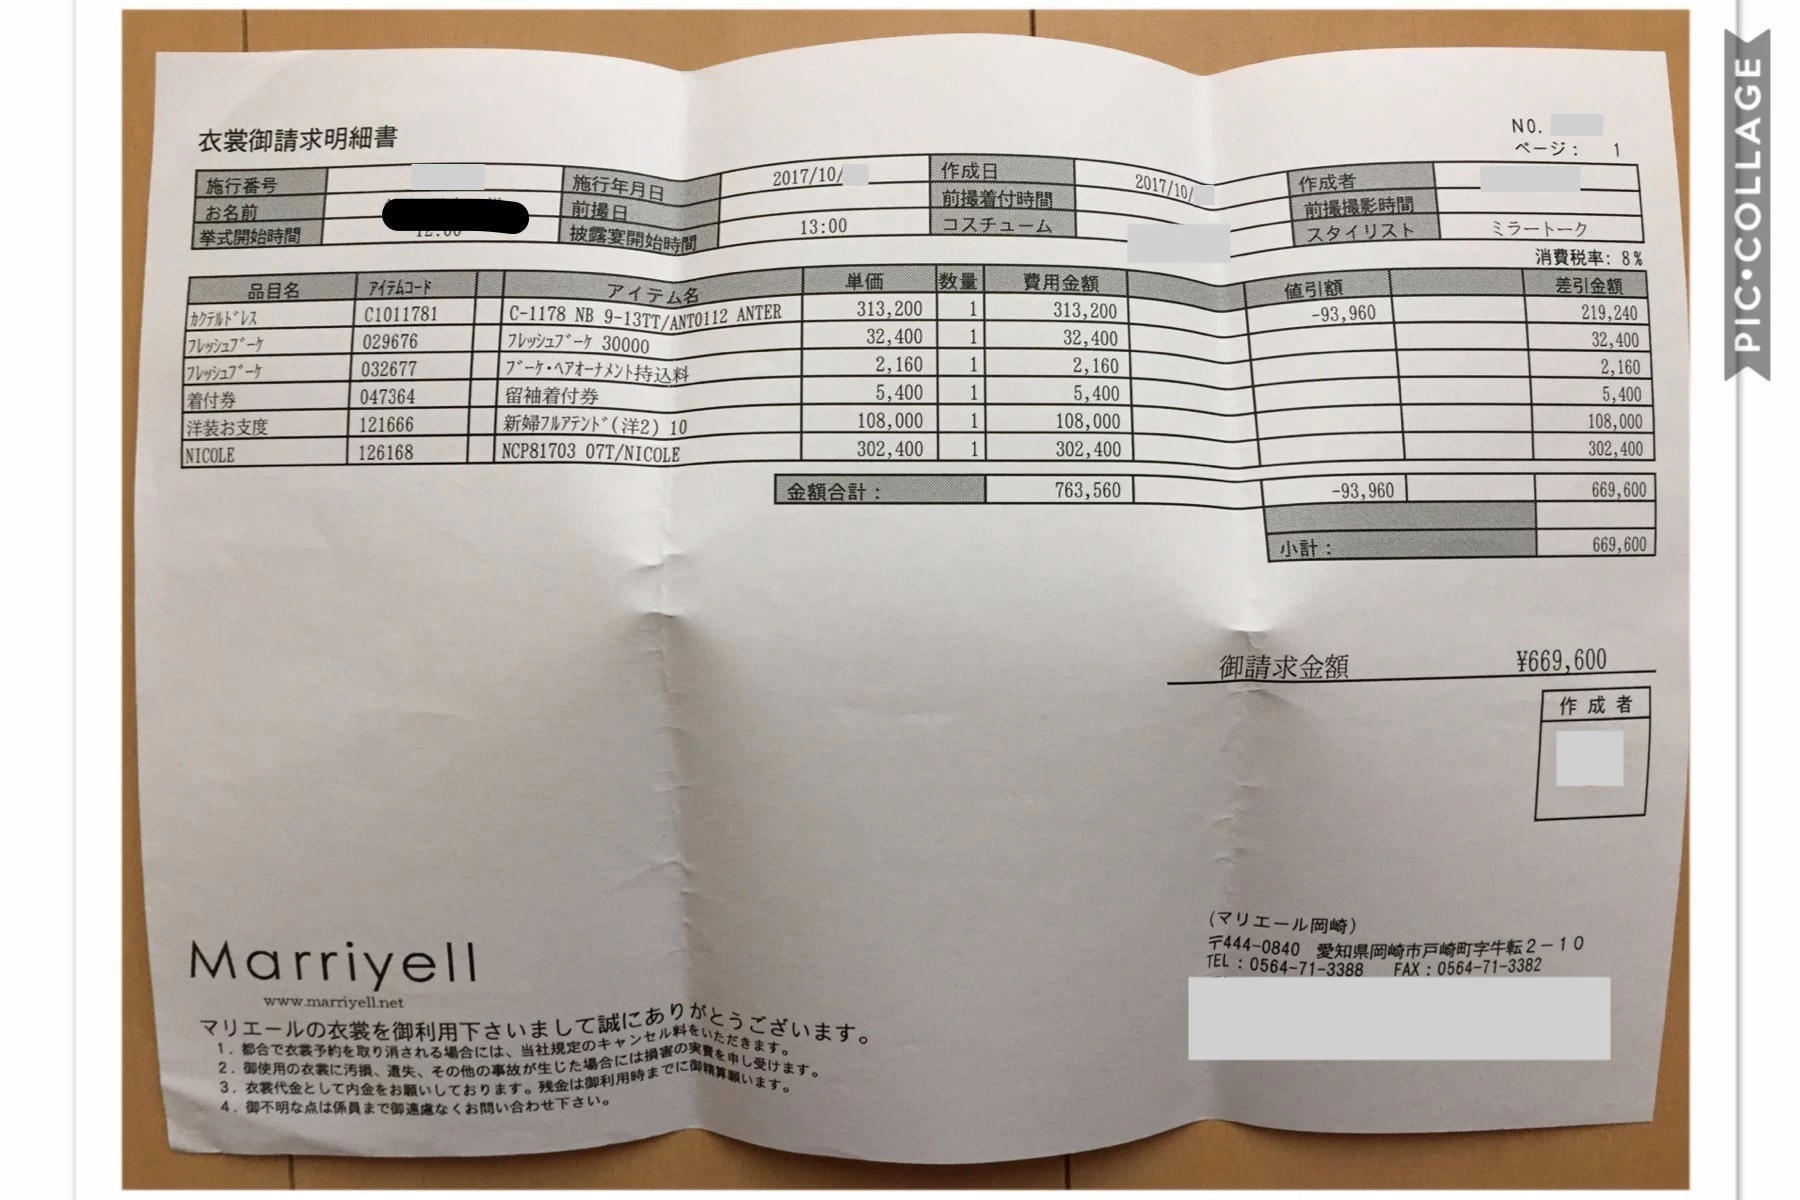 衣裳御請求明細書
NO.
ページ： 1
施行番号 施行年月日 2017/10/ 作成日 2017/10/ 作成者
お名前 前撮日 前撮着付時間 前撮撮影時間
挙式開始時間 12:00 披露宴開始時間 13:00 コスチューム スタイリスト ミラートーク
消費税率: 8%
品目名 アイテムコード アイテム名 単価 数量 費用金額 値引額 差引金額
カクテルドレス C1011781 C-1178 NB 9-13TT/ANT0112 ANTER 313,200 1 313,200 -93,960 219,240
フレッシュブーケ 029676 フレッシュブーケ 30000 32,400 1 32,400 32,400
フレッシュブーケ 032677 ブーケ・ヘアオーナメント持込料 2,160 1 2,160 2,160
着付券 047364 留袖着付券 5,400 1 5,400 5,400
洋装お支度 121666 新婦フルアテンド(洋2) 10 108,000 1 108,000 108,000
NICOLE 126168 NCP81703 07T/NICOLE 302,400 1 302,400 302,400
金額合計： 763,560 -93,960 669,600
小計： 669,600
御請求金額 ¥669,600
作成者
(マリエール岡崎)
〒444-0840 愛知県岡崎市戸崎町字牛転２－１０
TEL：0564-71-3388 FAX：0564-71-3382
Marriyell
www.marriyell.net
マリエールの衣裳を御利用下さいまして誠にありがとうございます。
1．都合で衣裳予約を取り消される場合には、当社規定のキャンセル料をいただきます。
2．御使用の衣裳に汚損、遺失、その他の事故が生じた場合には損害の実費を申し受けます。
3．衣裳代金として内金をお願いしております。残金は御利用時までに御精算願います。
4．御不明な点は係員まで御遠慮なくお問い合わせ下さい。
PIC•COLLAGE